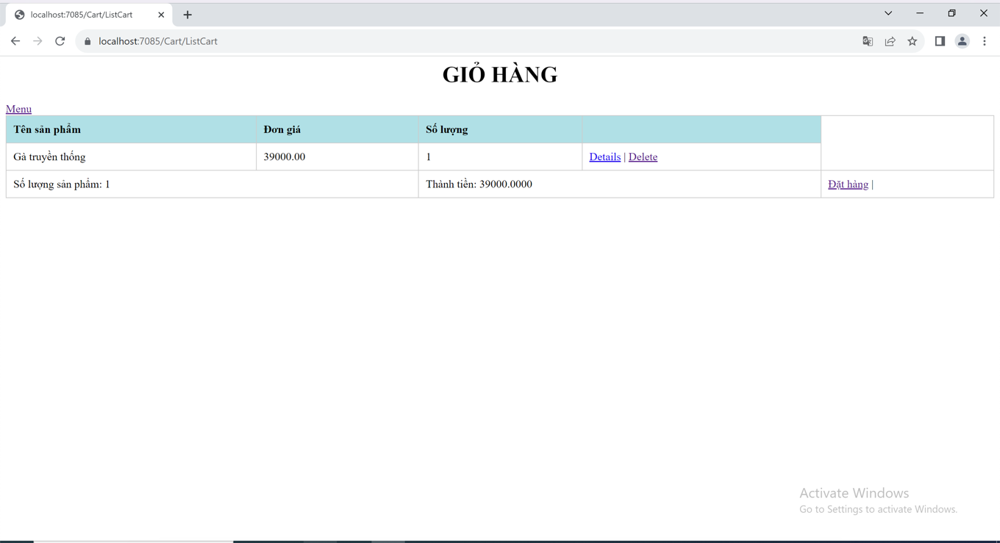 localhost:7085/Cart/ListCart
localhost:7085/Cart/ListCart
GIỎ HÀNG
Menu
Tên sản phẩm Đơn giá Số lượng
Gà truyền thống 39000.00 1 Details | Delete
Số lượng sản phẩm: 1 Thành tiền: 39000.0000 Đặt hàng |
Activate Windows
Go to Settings to activate Windows.